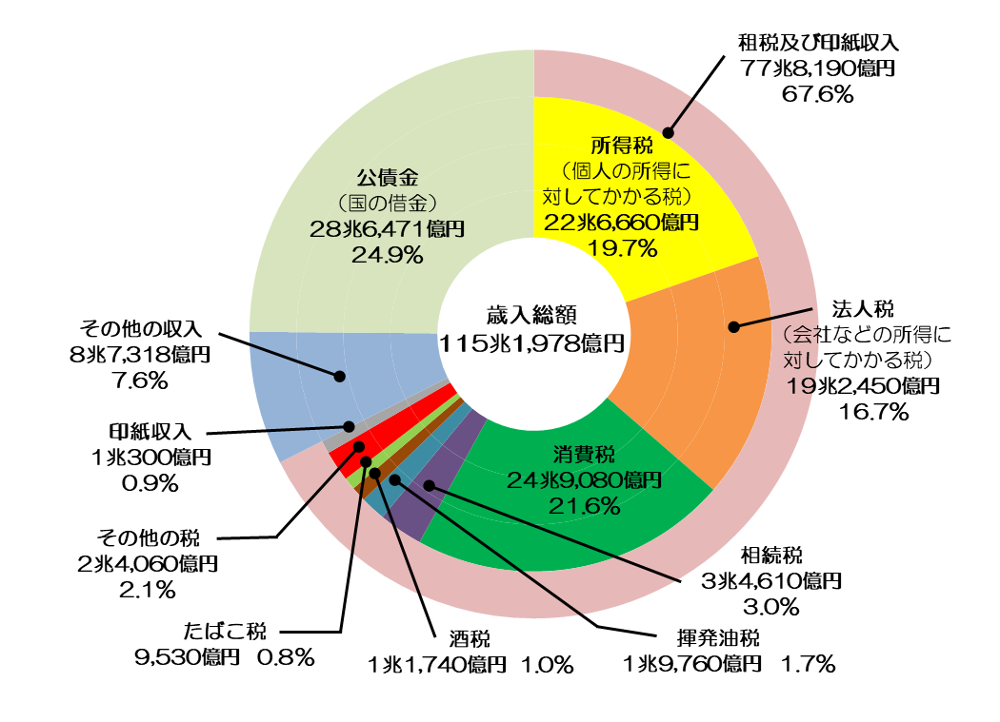 租税及び印紙収入
77兆8,190億円
67.6%
所得税
（個人の所得に
対してかかる税）
22兆6,660億円
19.7%
公債金
（国の借金）
28兆6,471億円
24.9%
歳入総額
115兆1,978億円
法人税
（会社などの所得に
対してかかる税）
19兆2,450億円
16.7%
その他の収入
8兆7,318億円
7.6%
印紙収入
1兆300億円
0.9%
消費税
24兆9,080億円
21.6%
その他の税
2兆4,060億円
2.1%
相続税
3兆4,610億円
3.0%
たばこ税
9,530億円 0.8%
酒税
1兆1,740億円 1.0%
揮発油税
1兆9,760億円 1.7%